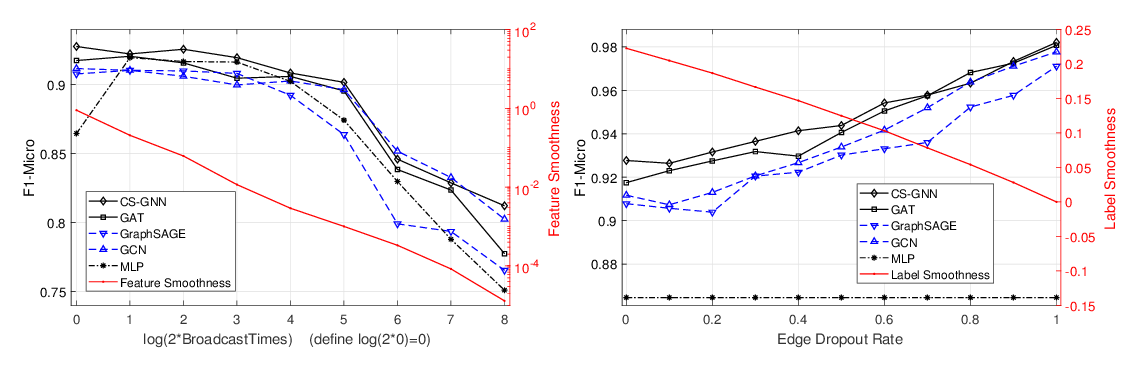 F1-Micro
0.9
0.85
0.8
0.75
10^2
10^0
10^-2
10^-4
Feature Smoothness
CS-GNN
GAT
GraphSAGE
GCN
MLP
Feature Smoothness
0 1 2 3 4 5 6 7 8
log(2*BroadcastTimes) (define log(2*0)=0)
F1-Micro
0.98
0.96
0.94
0.92
0.9
0.88
0.25
0.2
0.15
0.1
0.05
0
-0.05
-0.1
-0.15
Label Smoothness
CS-GNN
GAT
GraphSAGE
GCN
MLP
Label Smoothness
0 0.2 0.4 0.6 0.8 1
Edge Dropout Rate